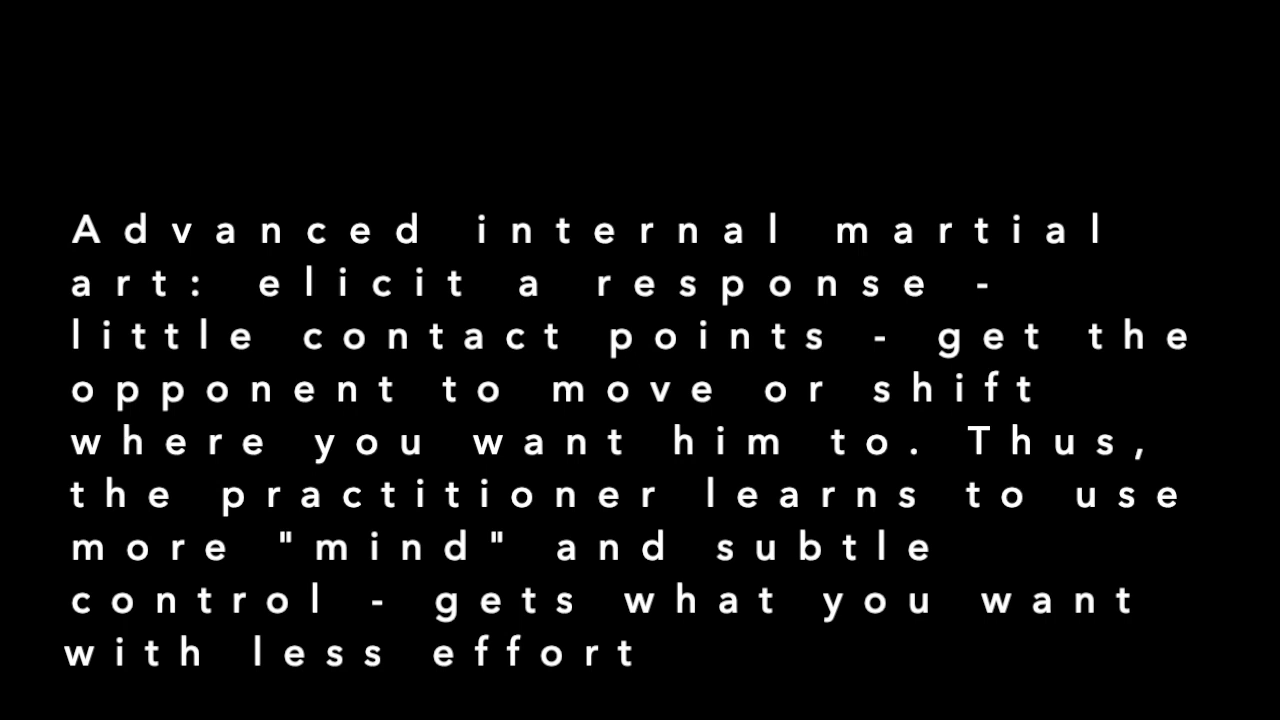 Advanced internal martial
art: elicit a response -
little contact points - get the
opponent to move or shift
where you want him to. Thus,
the practitioner learns to use
more "mind" and subtle
control - gets what you want
with less effort